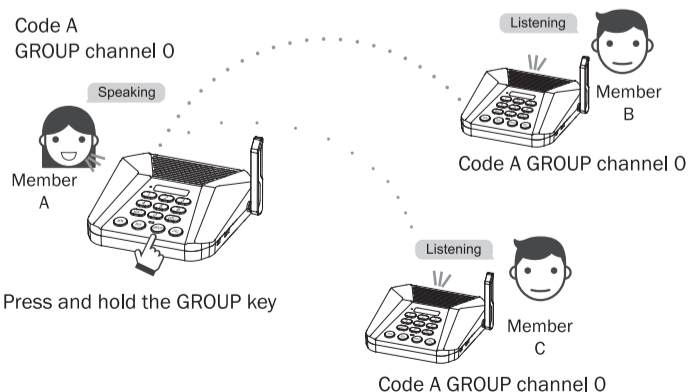 Code A
GROUP channel 0
Speaking
Member
A
Press and hold the GROUP key
Listening
Member
B
Code A GROUP channel 0
Listening
Member
C
Code A GROUP channel 0